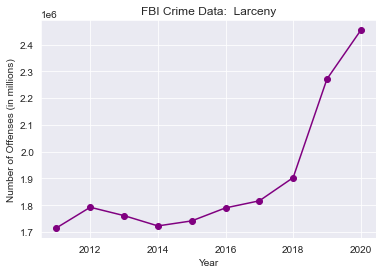 FBI Crime Data:  Larceny
1e6
2.4
2.3
2.2
2.1
2.0
1.9
1.8
1.7
Number of Offenses (in millions)
2012 2014 2016 2018 2020
Year